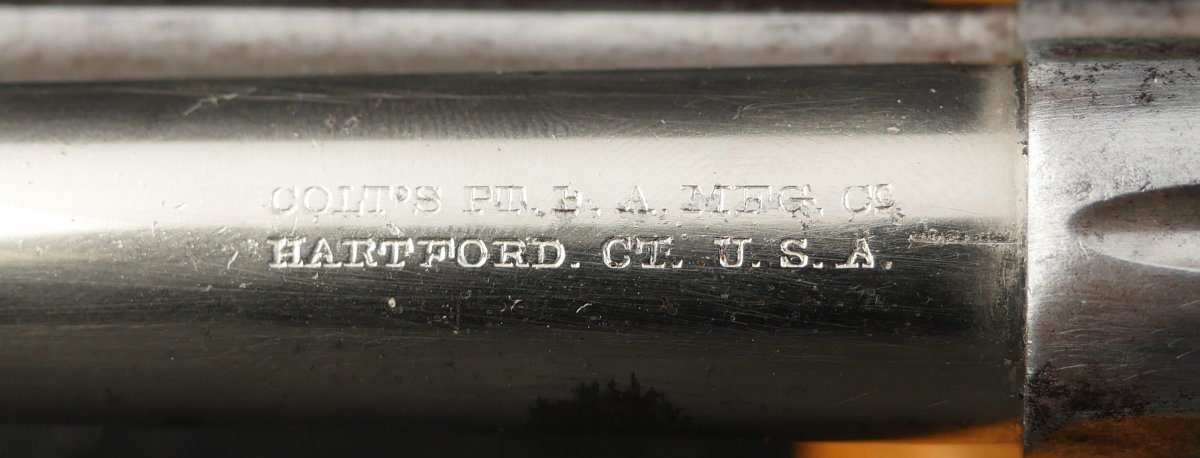 COLT'S PT. F. A. MFG. Co.
HARTFORD. CT. U. S. A.